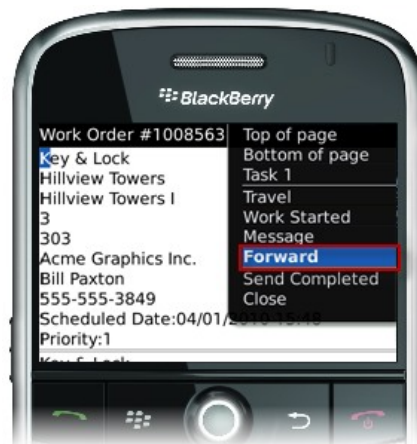 BlackBerry
Work Order #1008563
Key & Lock
Hillview Towers
Hillview Towers I
3
303
Acme Graphics Inc.
Bill Paxton
555-555-3849
Scheduled Date:04/01/2010 15:48
Priority:1
Key & Lock
Top of page
Bottom of page
Task 1
Travel
Work Started
Message
Forward
Send Completed
Close